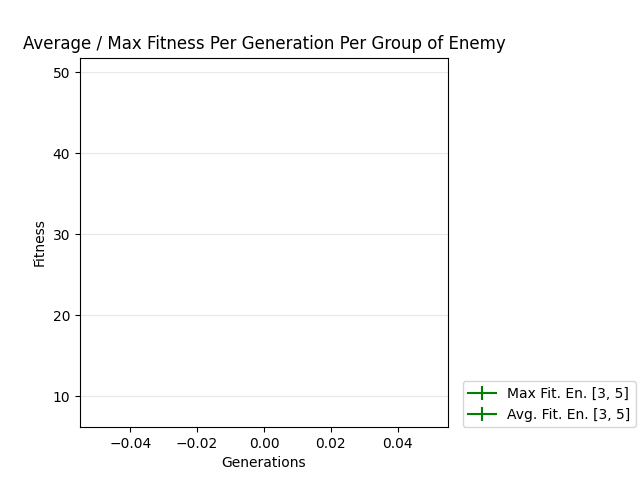 Average / Max Fitness Per Generation Per Group of Enemy
50
40
30
20
10
Fitness
−0.04 −0.02 0.00 0.02 0.04
Generations
Max Fit. En. [3, 5]
Avg. Fit. En. [3, 5]